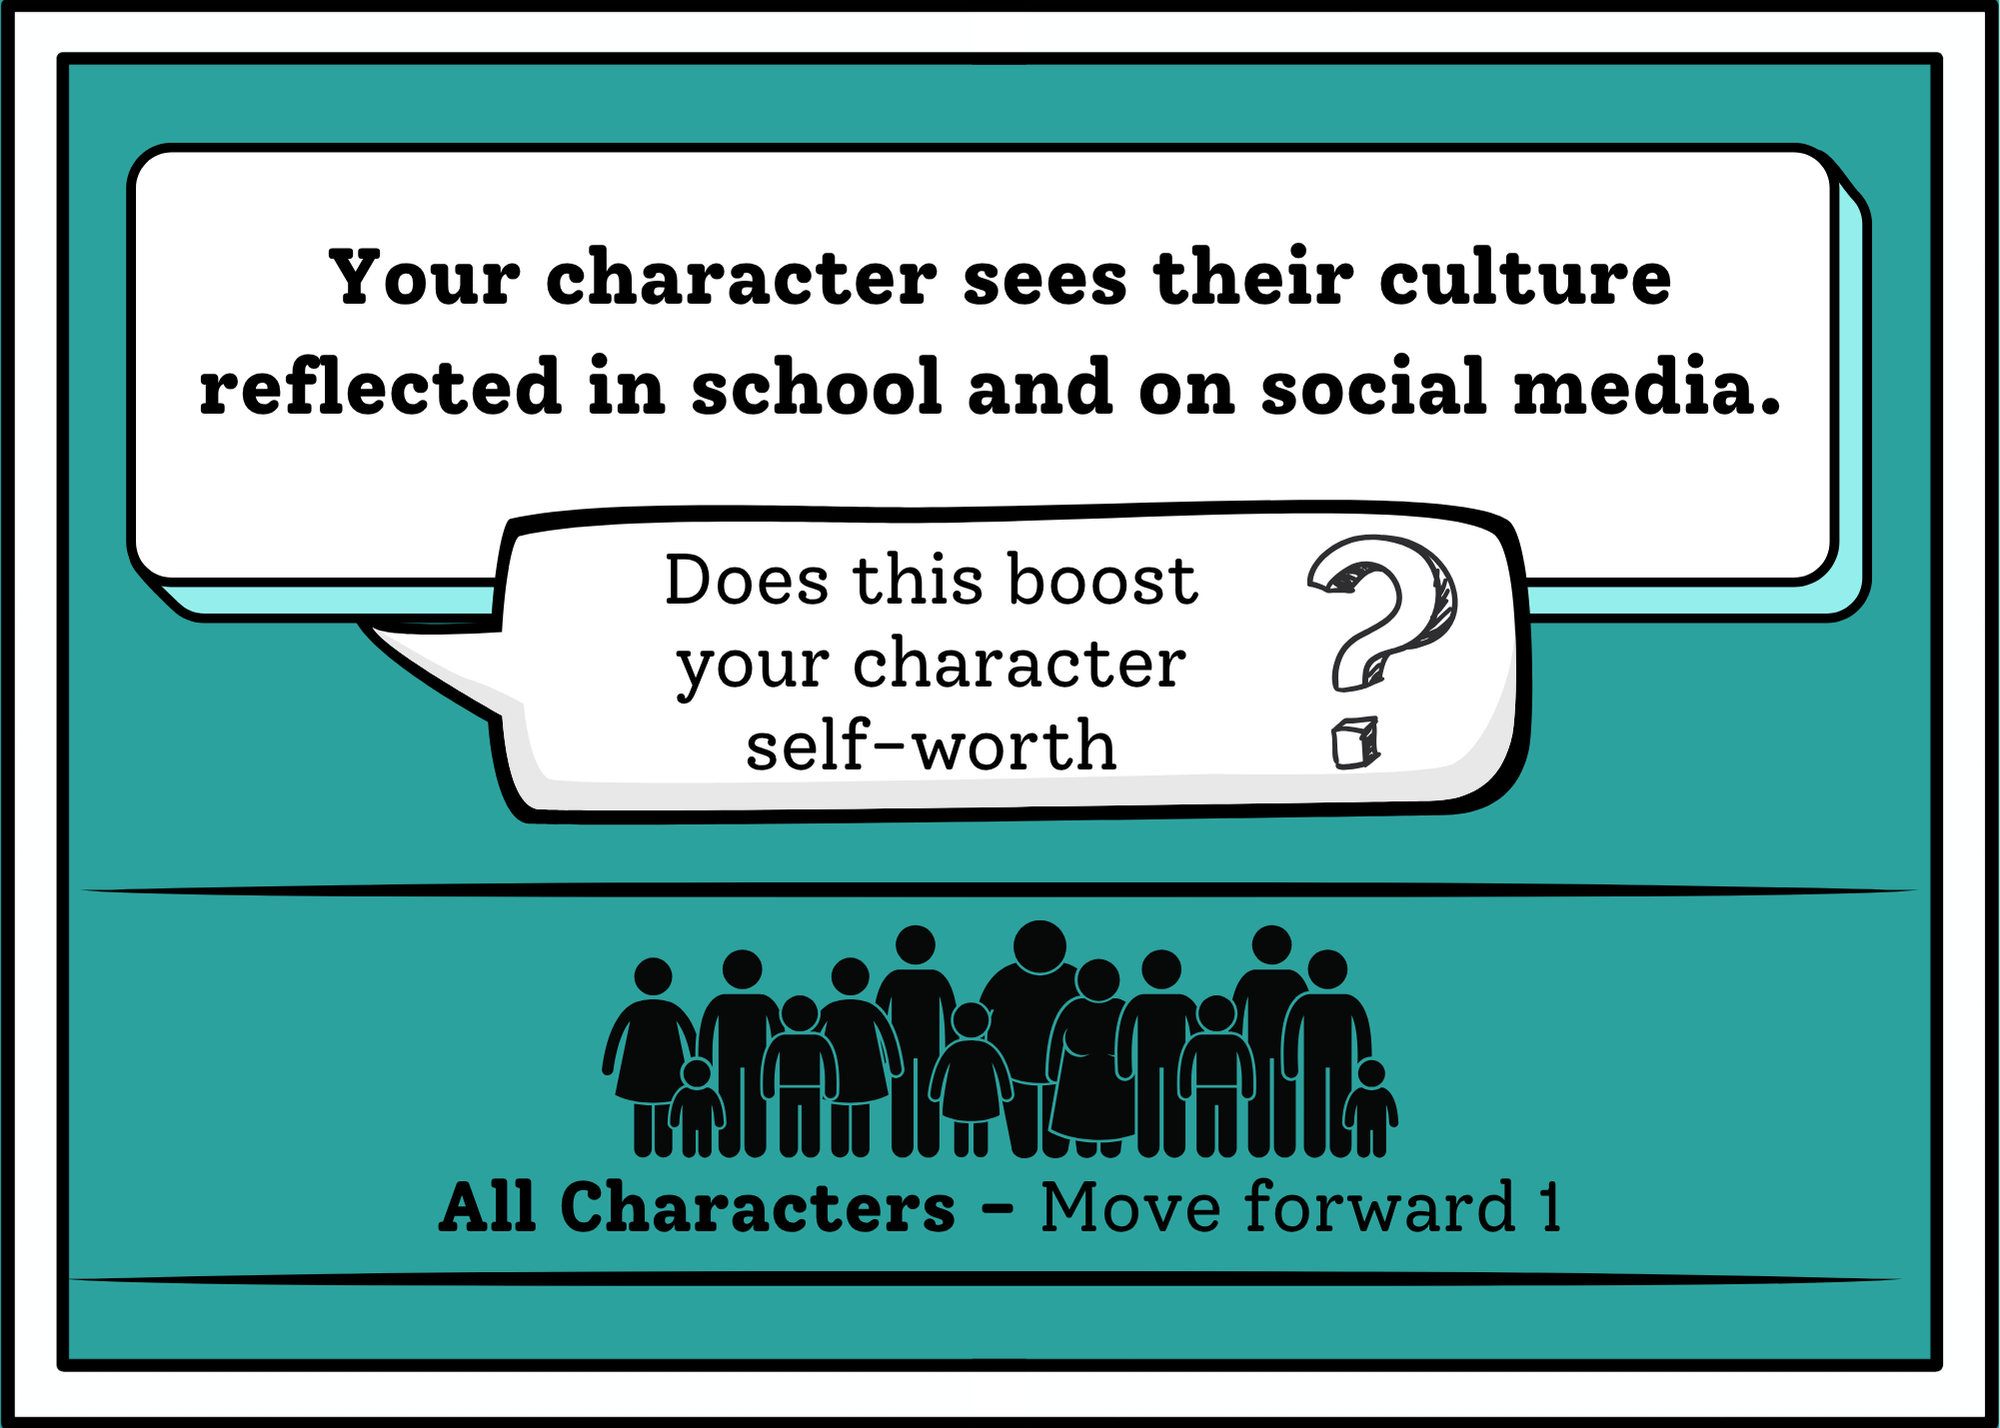 Your character sees their culture
reflected in school and on social media.
Does this boost
your character
self-worth
?
All Characters - Move forward 1